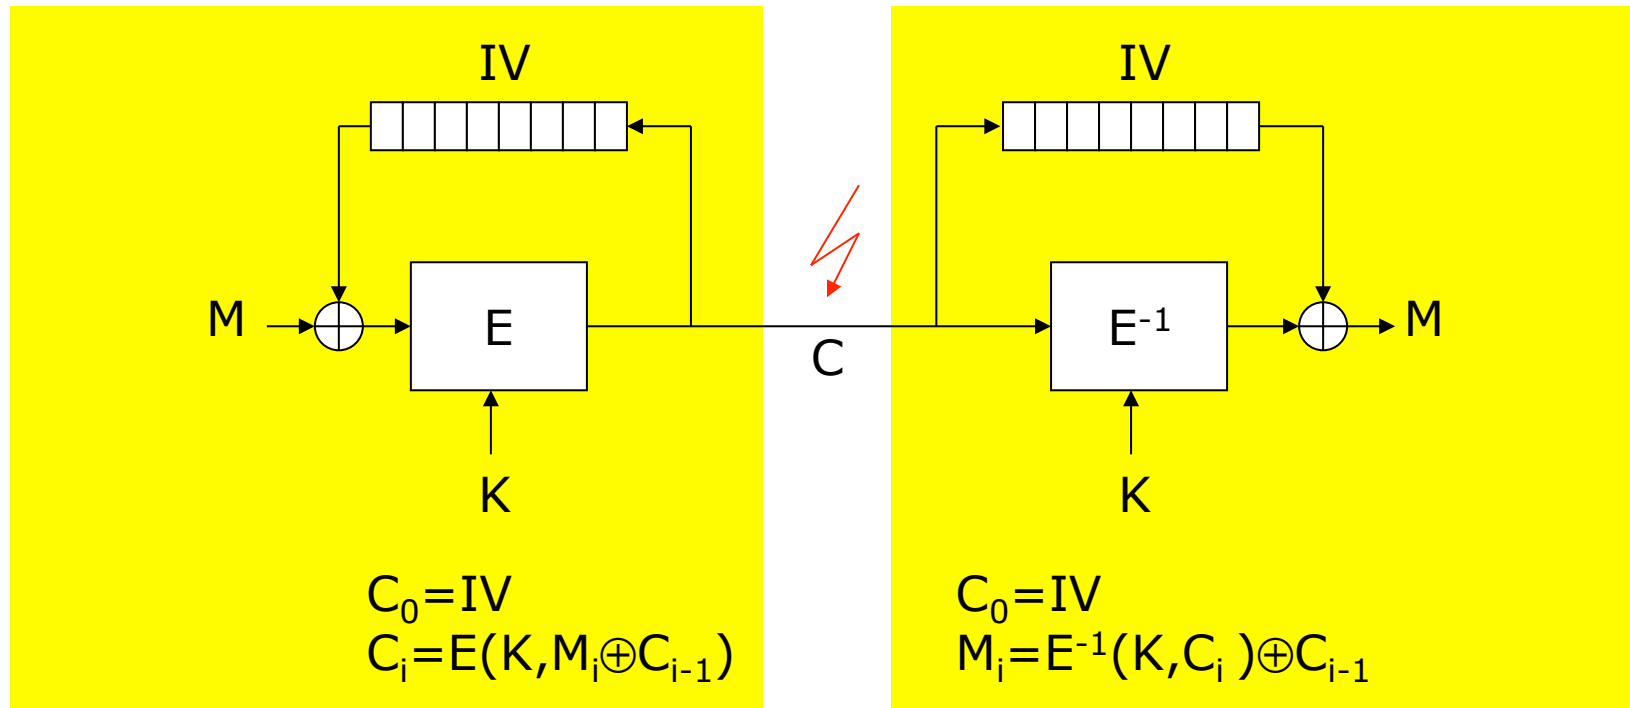 IV
M
E
K
C₀=IV
Cᵢ=E(K,Mᵢ⊕Cᵢ₋₁)
C
IV
E⁻¹
M
K
C₀=IV
Mᵢ=E⁻¹(K,Cᵢ )⊕Cᵢ₋₁